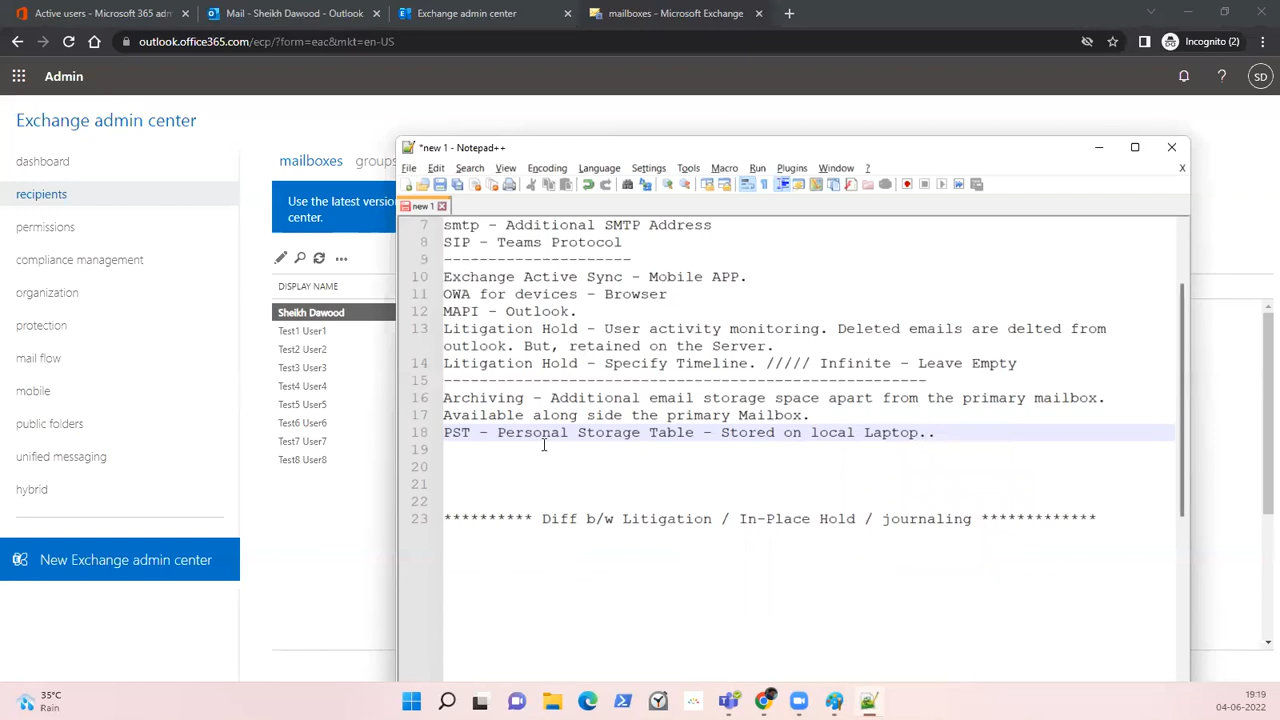 Active users - Microsoft 365 adm
Mail - Sheikh Dawood - Outlook
Exchange admin center
mailboxes - Microsoft Exchange
outlook.office365.com/ecp/?form=eac&mkt=en-US
Incognito (2)
Admin
SD
Exchange admin center
dashboard
recipients
permissions
compliance management
organization
protection
mail flow
mobile
public folders
unified messaging
hybrid
New Exchange admin center
mailboxes groups
Use the latest versio
center.
DISPLAY NAME
Sheikh Dawood
Test1 User1
Test2 User2
Test3 User3
Test4 User4
Test5 User5
Test6 User6
Test7 User7
Test8 User8
*new 1 - Notepad++
File Edit Search View Encoding Language Settings Tools Macro Run Plugins Window ? X
new 1
7 smtp - Additional SMTP Address
8 SIP - Teams Protocol
9 ---------------------
10 Exchange Active Sync - Mobile APP.
11 OWA for devices - Browser
12 MAPI - Outlook.
13 Litigation Hold - User activity monitoring. Deleted emails are delted from
outlook. But, retained on the Server.
14 Litigation Hold - Specify Timeline. ///// Infinite - Leave Empty
15 ------------------------------------------------------
16 Archiving - Additional email storage space apart from the primary mailbox.
17 Available along side the primary Mailbox.
18 PST - Personal Storage Table - Stored on local Laptop..
19
20
21
22
23 ********** Diff b/w Litigation / In-Place Hold / journaling *************
35°C
Rain
19:19
04-06-2022